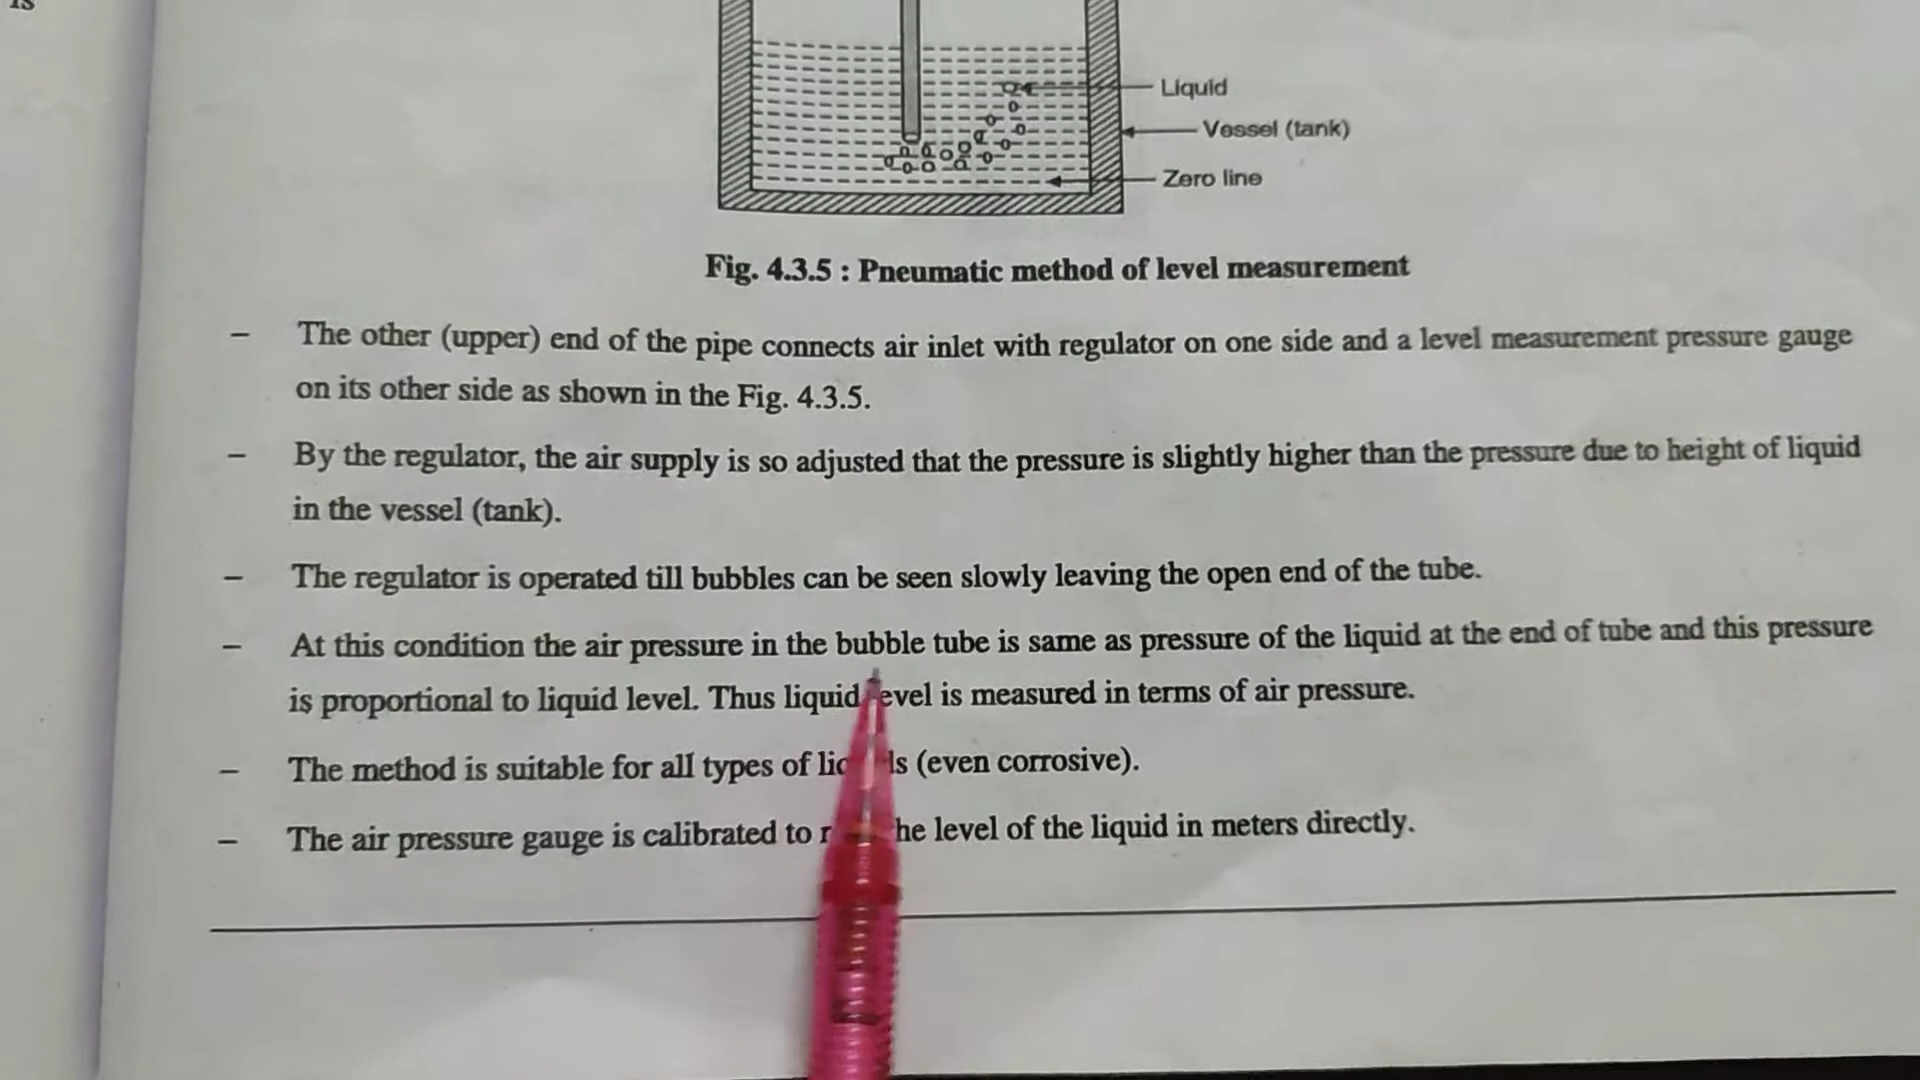 is
Liquid
Vessel (tank)
Zero line
Fig. 4.3.5 : Pneumatic method of level measurement
– The other (upper) end of the pipe connects air inlet with regulator on one side and a level measurement pressure gauge
on its other side as shown in the Fig. 4.3.5.
– By the regulator, the air supply is so adjusted that the pressure is slightly higher than the pressure due to height of liquid
in the vessel (tank).
– The regulator is operated till bubbles can be seen slowly leaving the open end of the tube.
– At this condition the air pressure in the bubble tube is same as pressure of the liquid at the end of tube and this pressure
is proportional to liquid level. Thus liquid evel is measured in terms of air pressure.
– The method is suitable for all types of (even corrosive).
– The air pressure gauge is calibrated to level of the liquid in meters directly.